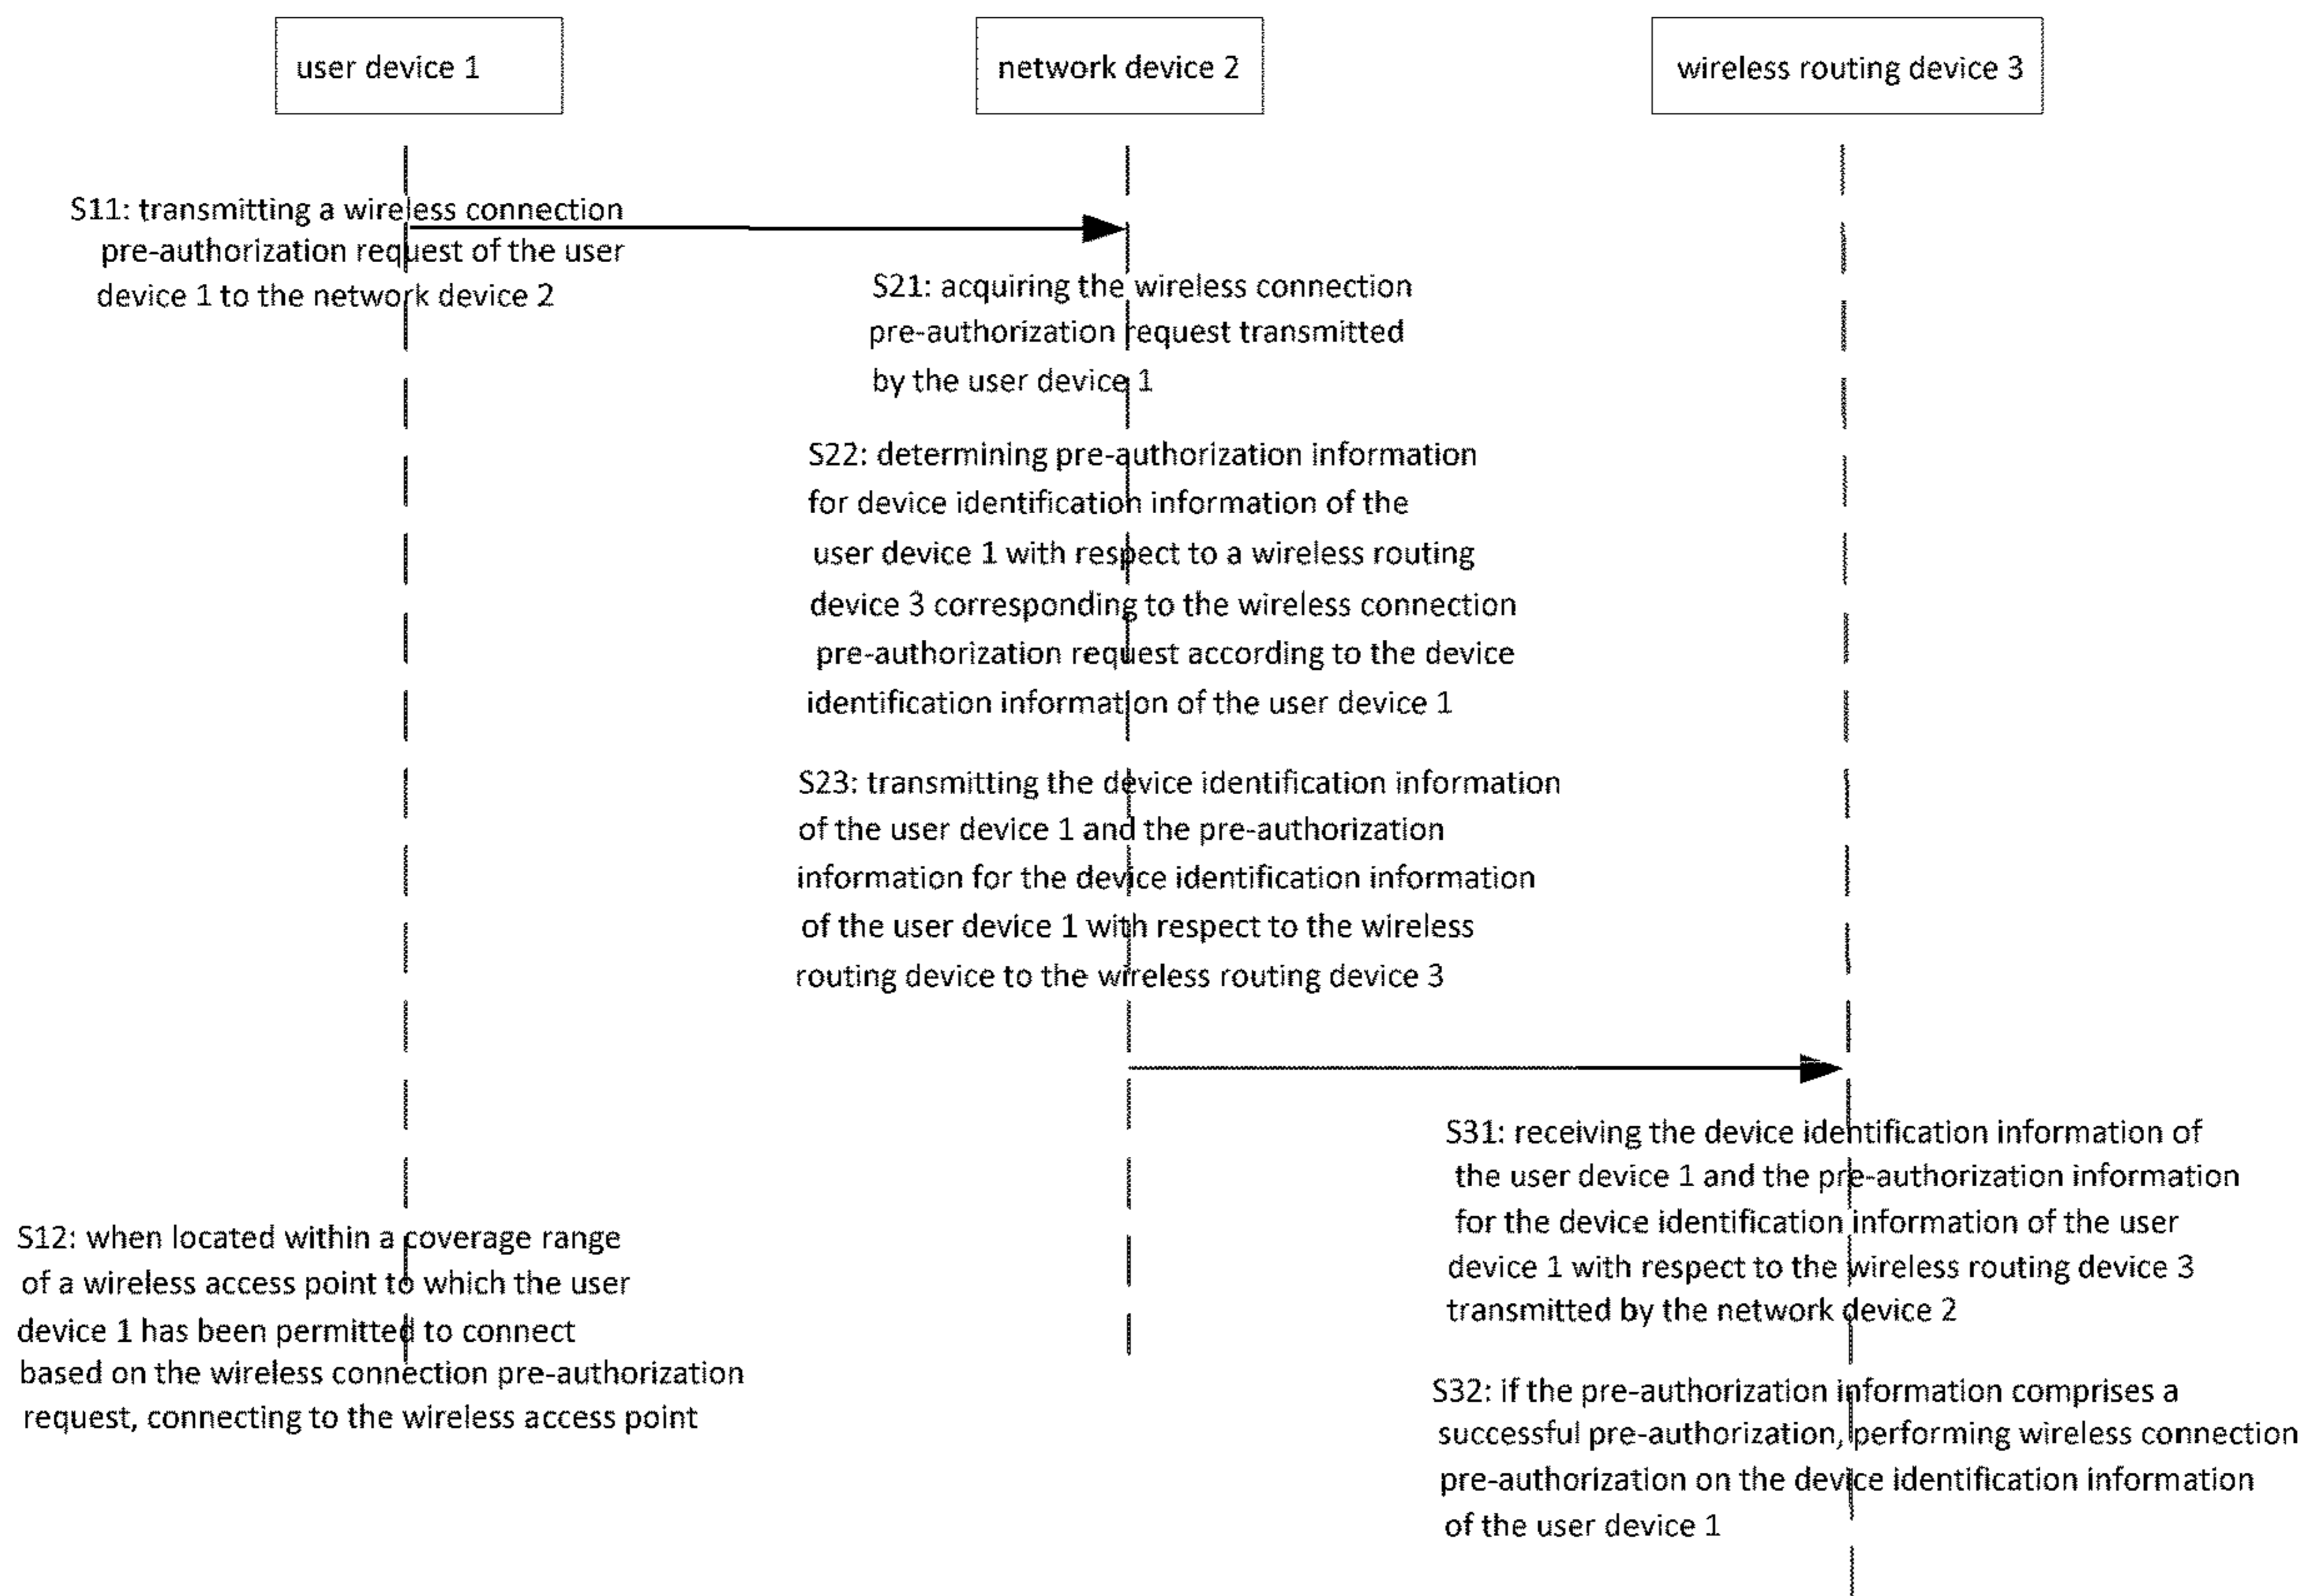 user device 1
network device 2
wireless routing device 3
S11: transmitting a wireless connection
pre-authorization request of the user
device 1 to the network device 2
S21: acquiring the wireless connection
pre-authorization request transmitted
by the user device 1
S22: determining pre-authorization information
for device identification information of the
user device 1 with respect to a wireless routing
device 3 corresponding to the wireless connection
pre-authorization request according to the device
identification information of the user device 1
S23: transmitting the device identification information
of the user device 1 and the pre-authorization
information for the device identification information
of the user device 1 with respect to the wireless
routing device to the wireless routing device 3
S31: receiving the device identification information of
the user device 1 and the pre-authorization information
for the device identification information of the user
device 1 with respect to the wireless routing device 3
transmitted by the network device 2
S12: when located within a coverage range
of a wireless access point to which the user
device 1 has been permitted to connect
based on the wireless connection pre-authorization
request, connecting to the wireless access point
S32: if the pre-authorization information comprises a
successful pre-authorization, performing wireless connection
pre-authorization on the device identification information
of the user device 1